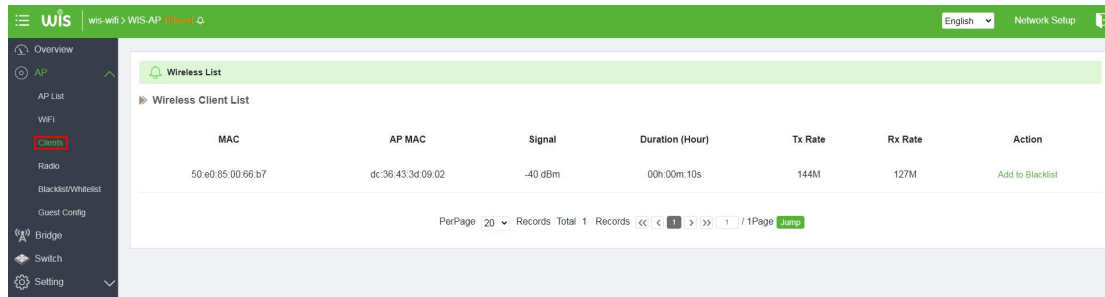 wis wis-wifi > WIS-AP English Network Setup
Overview
AP
AP List
WiFi
Clients
Radio
Blacklist/Whitelist
Guest Config
Bridge
Switch
Setting
Wireless List
Wireless Client List
MAC AP MAC Signal Duration (Hour) Tx Rate Rx Rate Action
50:e0:85:00:66:b7 dc:36:43:3d:09:02 -40 dBm 00h:00m:10s 144M 127M Add to Blacklist
PerPage 20 Records Total 1 Records << < 1 > >> 1 / 1Page Jump